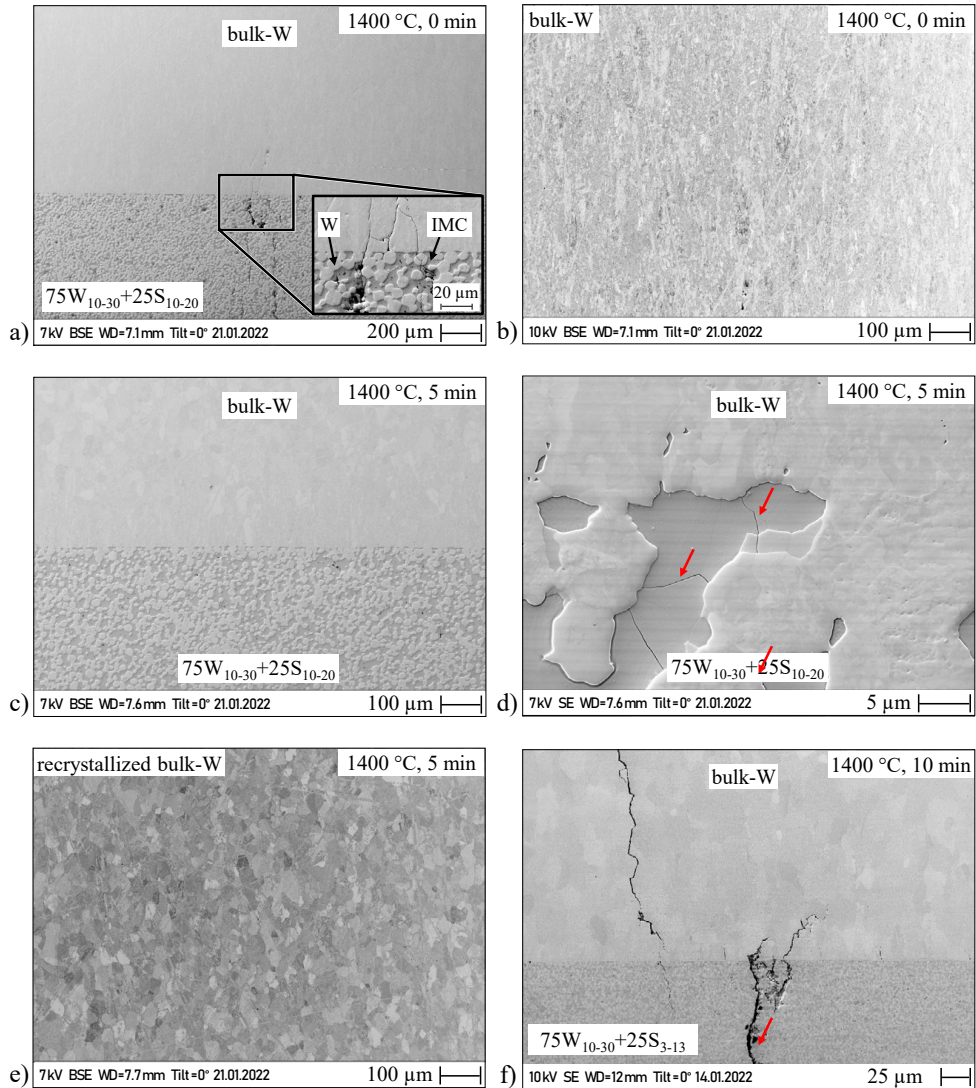 bulk-W
1400 °C, 0 min
W
IMC
20 µm
75W₁₀₋₃₀+25S₁₀₋₂₀
a)
7kV BSE WD=7.1mm Tilt=0° 21.01.2022
200 µm
bulk-W
1400 °C, 0 min
b)
10kV BSE WD=7.1mm Tilt=0° 21.01.2022
100 µm
bulk-W
1400 °C, 5 min
75W₁₀₋₃₀+25S₁₀₋₂₀
c)
7kV BSE WD=7.6mm Tilt=0° 21.01.2022
100 µm
bulk-W
1400 °C, 5 min
75W₁₀₋₃₀+25S₁₀₋₂₀
d)
7kV SE WD=7.6mm Tilt=0° 21.01.2022
5 µm
recrystallized bulk-W
1400 °C, 5 min
e)
7kV BSE WD=7.7mm Tilt=0° 21.01.2022
100 µm
bulk-W
1400 °C, 10 min
75W₁₀₋₃₀+25S₃₋₁₃
f)
10kV SE WD=12mm Tilt=0° 14.01.2022
25 µm